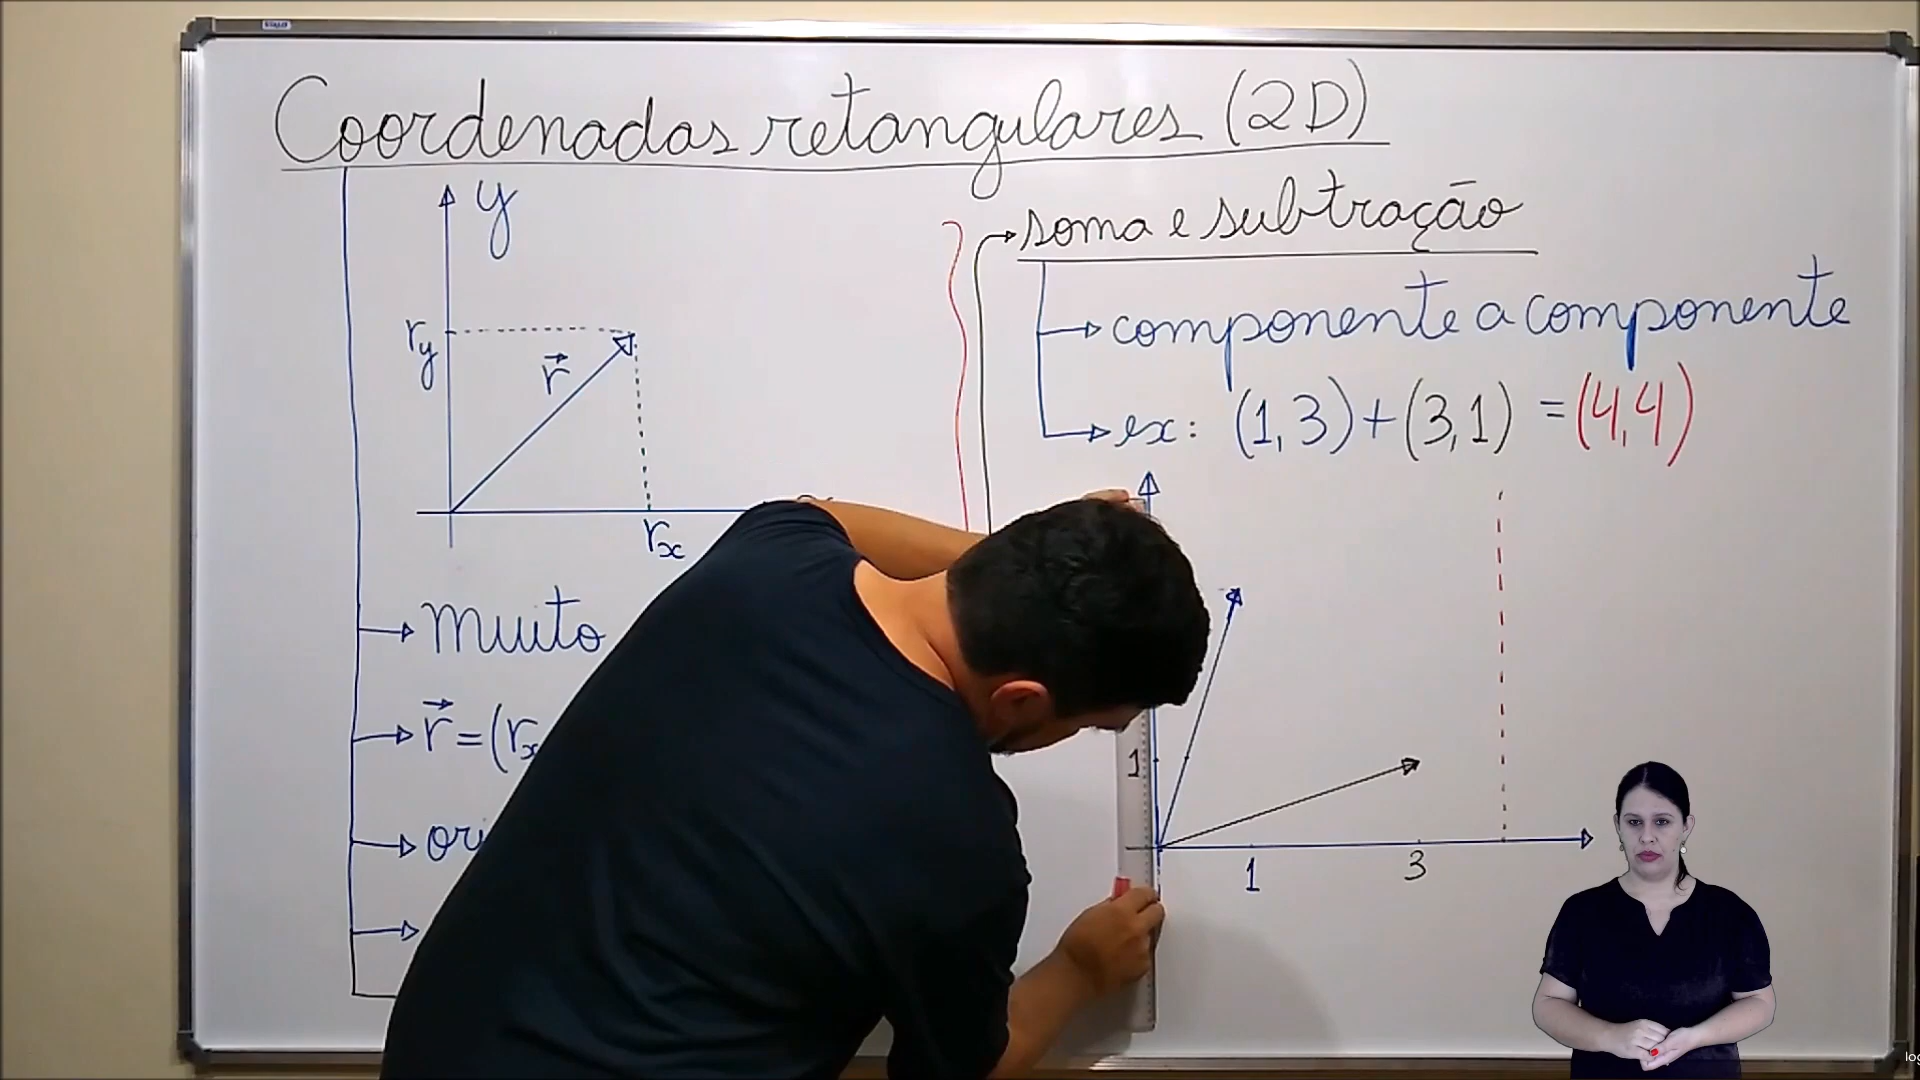 Coordenadas retangulares (2D)
y
r_y
r⃗
r_x
muito
r⃗ = (r_x
soma e subtração
componente a componente
ex: (1,3) + (3,1) = (4,4)
1
1
3